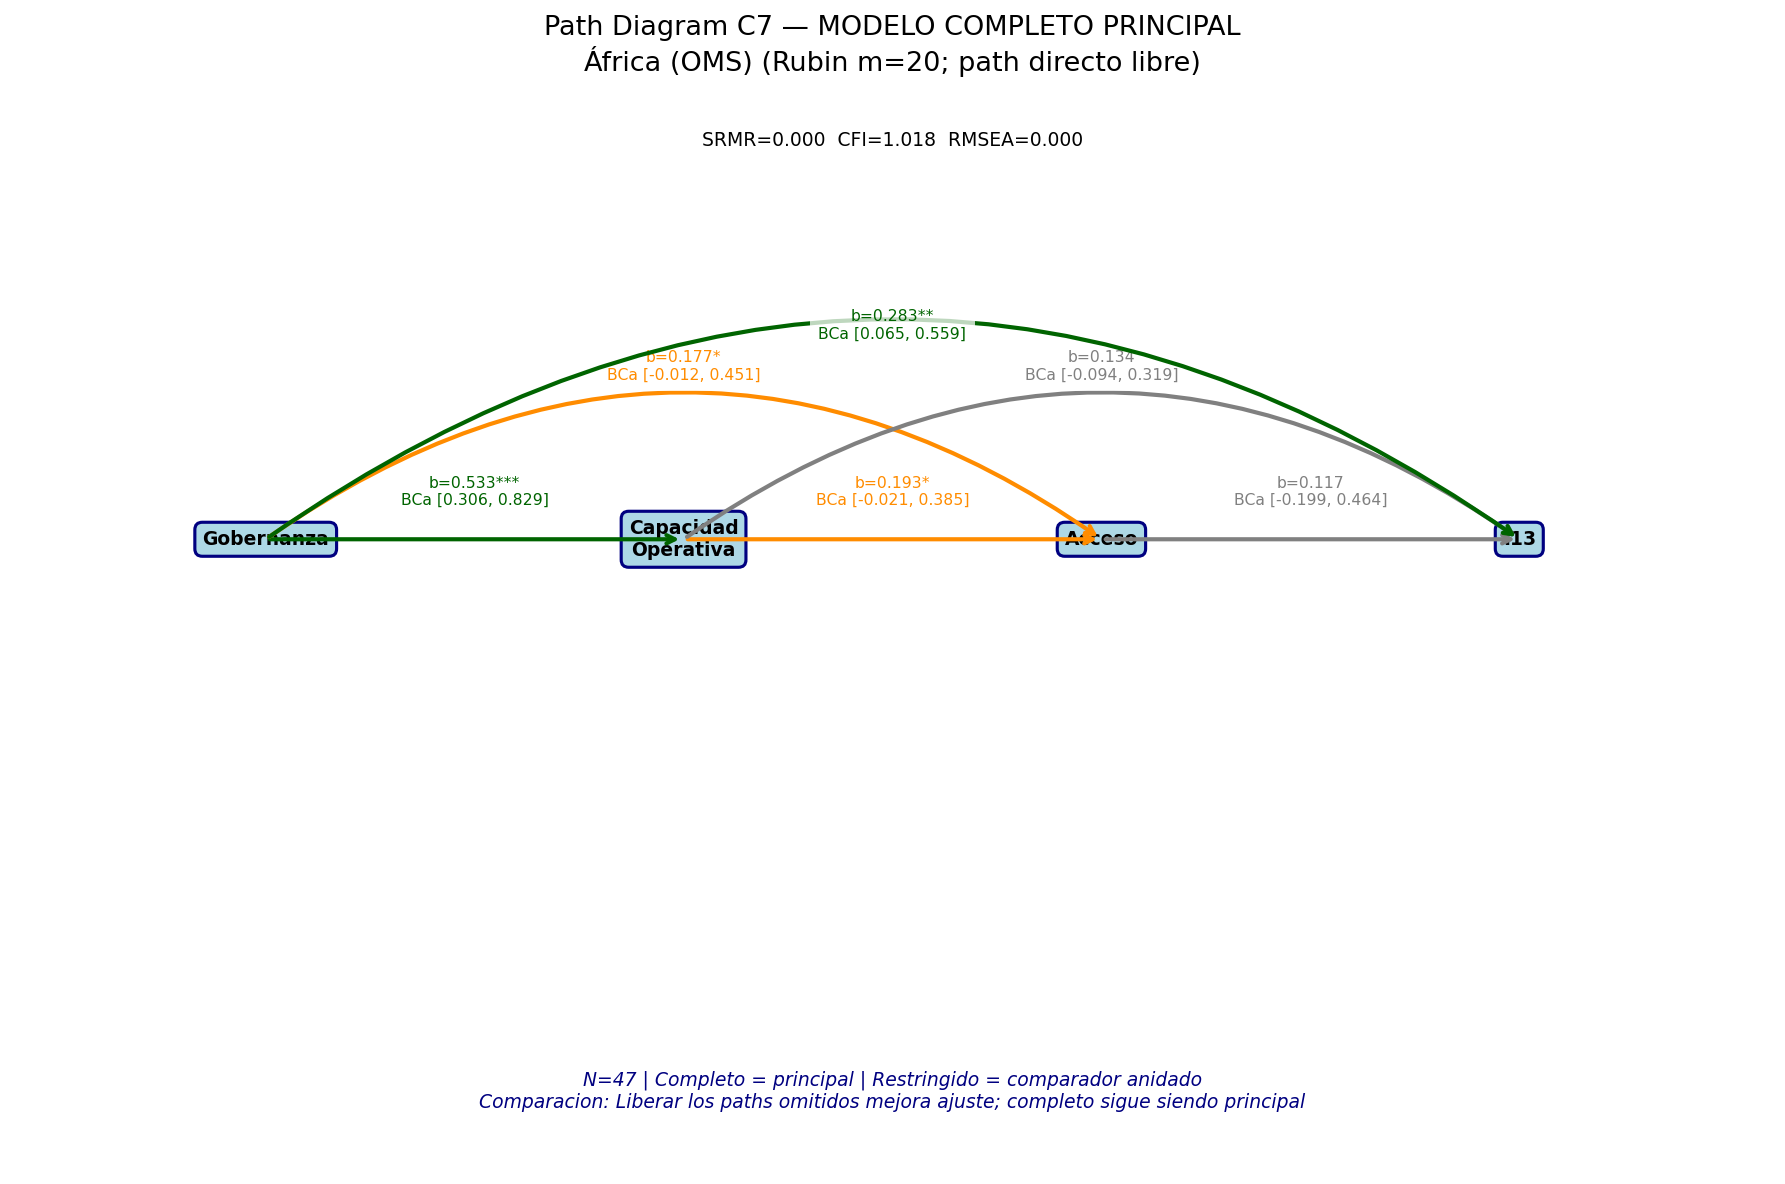 Path Diagram C7 — MODELO COMPLETO PRINCIPAL
África (OMS) (Rubin m=20; path directo libre)
SRMR=0.000  CFI=1.018  RMSEA=0.000
b=0.283**
BCa [0.065, 0.559]
b=0.177*
BCa [-0.012, 0.451]
b=0.134
BCa [-0.094, 0.319]
b=0.533***
BCa [0.306, 0.829]
b=0.193*
BCa [-0.021, 0.385]
b=0.117
BCa [-0.199, 0.464]
Gobernanza
Capacidad
Operativa
Acceso
N=47 | Completo = principal | Restringido = comparador anidado
Comparacion: Liberar los paths omitidos mejora ajuste; completo sigue siendo principal